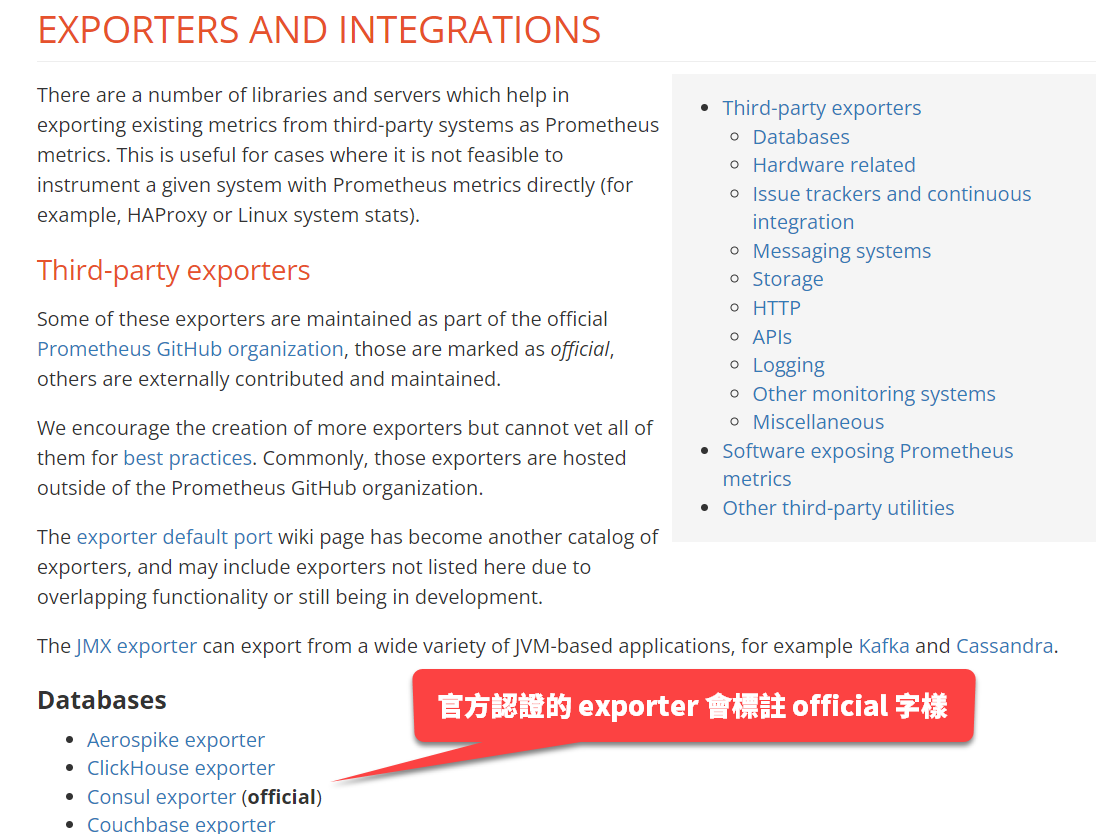 EXPORTERS AND INTEGRATIONS
There are a number of libraries and servers which help in
exporting existing metrics from third-party systems as Prometheus
metrics. This is useful for cases where it is not feasible to
instrument a given system with Prometheus metrics directly (for
example, HAProxy or Linux system stats).
Third-party exporters
Some of these exporters are maintained as part of the official
Prometheus GitHub organization, those are marked as official,
others are externally contributed and maintained.
We encourage the creation of more exporters but cannot vet all of
them for best practices. Commonly, those exporters are hosted
outside of the Prometheus GitHub organization.
The exporter default port wiki page has become another catalog of
exporters, and may include exporters not listed here due to
overlapping functionality or still being in development.
Third-party exporters
Databases
Hardware related
Issue trackers and continuous
integration
Messaging systems
Storage
HTTP
APIs
Logging
Other monitoring systems
Miscellaneous
Software exposing Prometheus
metrics
Other third-party utilities
The JMX exporter can export from a wide variety of JVM-based applications, for example Kafka and Cassandra.
官方認證的 exporter 會標註 official 字樣
Databases
Aerospike exporter
ClickHouse exporter
Consul exporter (official)
Couchbase exporter